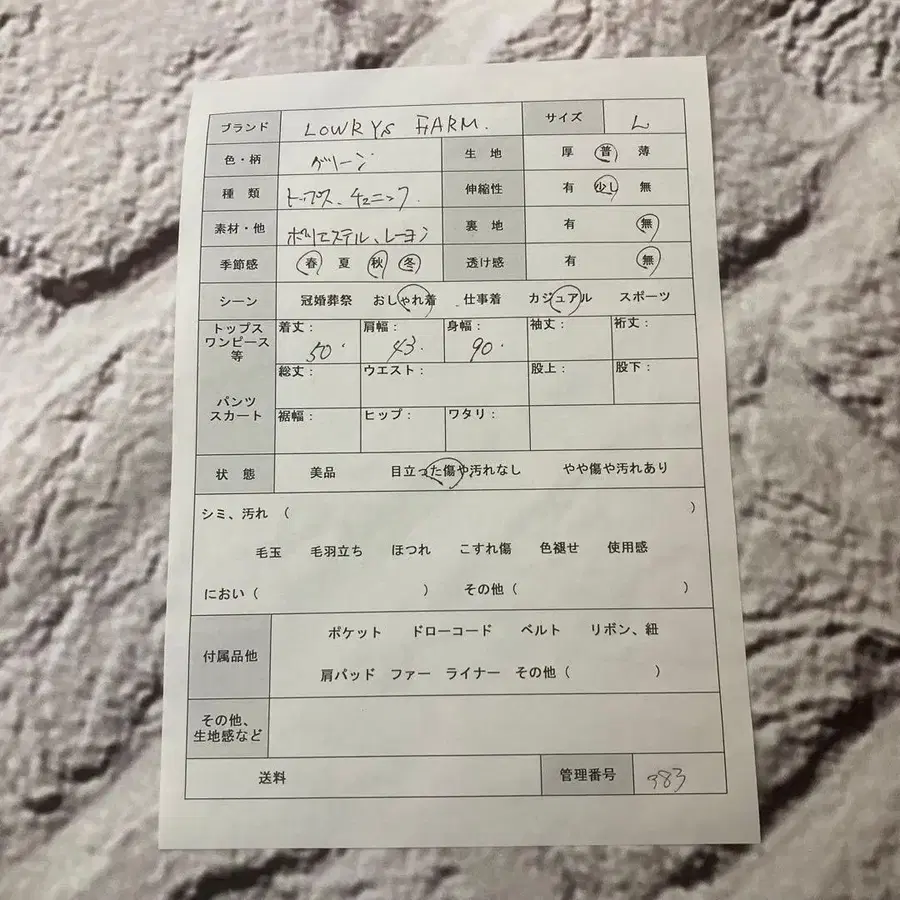 ブランド LOWRYS FARM. サイズ L
色・柄 グリーン 生地 厚 普 薄
種類 トップス、チュニック. 伸縮性 有 少し 無
素材・他 ポリエステル、レーヨン 裏地 有 無
季節感 春 夏 秋 冬 透け感 有 無
シーン 冠婚葬祭 おしゃれ着 仕事着 カジュアル スポーツ
トップス
ワンピース
等
着丈： 50. 肩幅： 43. 身幅： 90. 袖丈： 裄丈：
パンツ
スカート
総丈： ウエスト： 股上： 股下：
裾幅： ヒップ： ワタリ：
状態 美品 目立った傷や汚れなし やや傷や汚れあり
シミ、汚れ（ ）
毛玉 毛羽立ち ほつれ こすれ傷 色褪せ 使用感
におい（ ） その他（ ）
付属品他 ポケット ドローコード ベルト リボン、紐
肩パッド ファー ライナー その他（ ）
その他、
生地感など
送料 管理番号 983